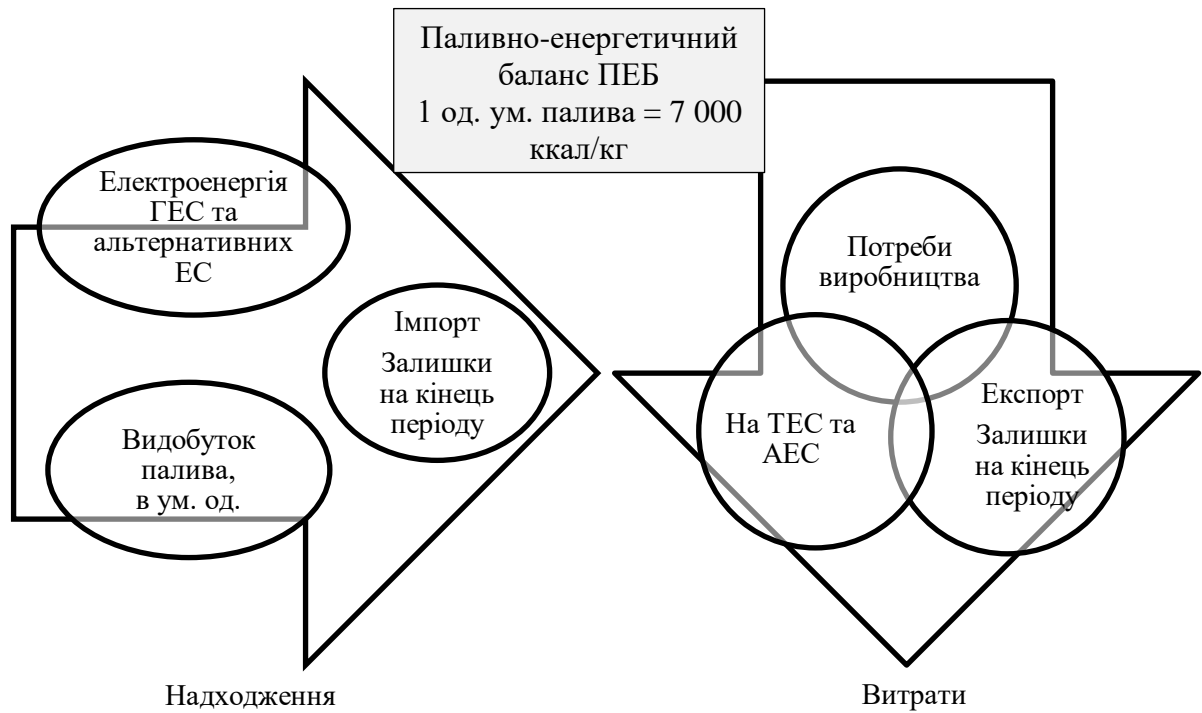 Паливно-енергетичний
баланс ПЕБ
1 од. ум. палива = 7 000
ккал/кг
Електроенергія
ГЕС та
альтернативних
ЕС
Імпорт
Залишки
на кінець
періоду
Видобуток
палива,
в ум. од.
Надходження
Потреби
виробництва
На ТЕС та
АЕС
Експорт
Залишки
на кінець
періоду
Витрати